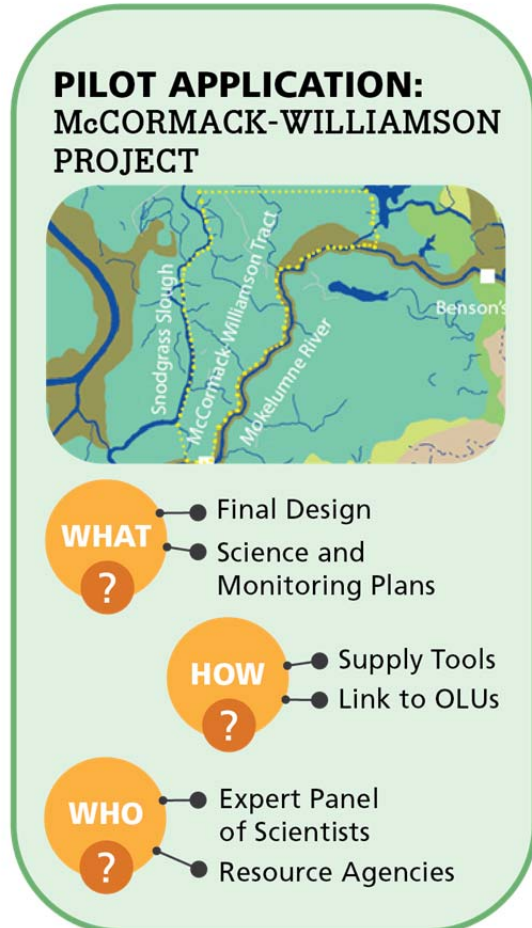 PILOT APPLICATION:
McCORMACK-WILLIAMSON
PROJECT
Snodgrass Slough
McCormack-Williamson Tract
Mokelumne River
Benson's
WHAT
?
Final Design
Science and
Monitoring Plans
HOW
?
Supply Tools
Link to OLUs
WHO
?
Expert Panel
of Scientists
Resource Agencies